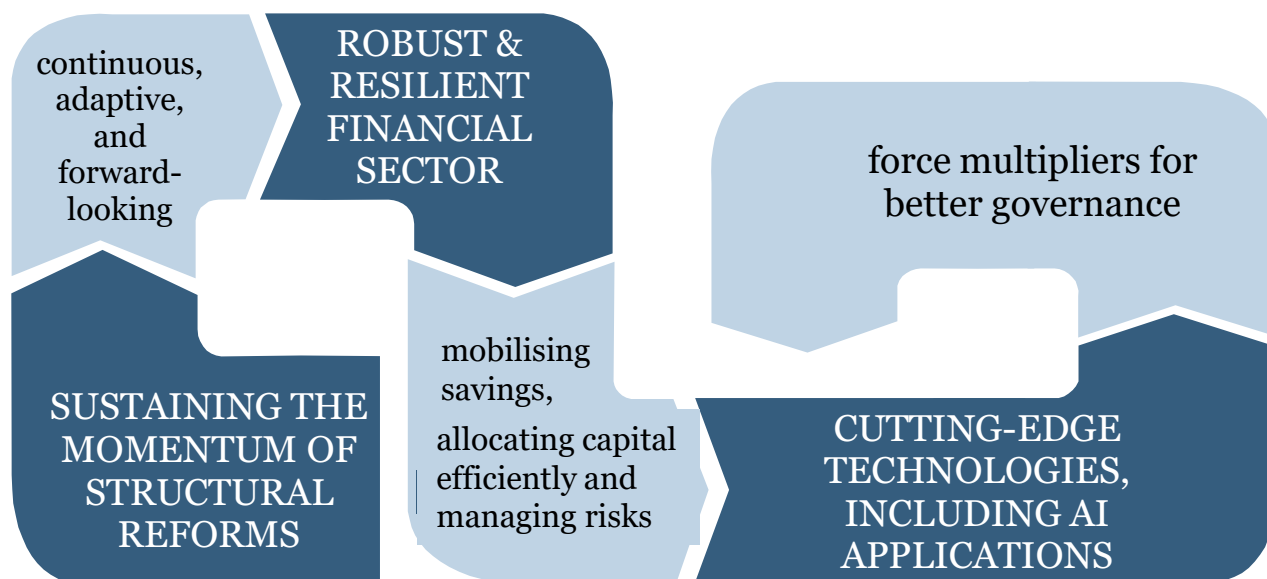 SUSTAINING THE
MOMENTUM OF
STRUCTURAL
REFORMS
continuous,
adaptive,
and
forward-
looking
ROBUST &
RESILIENT
FINANCIAL
SECTOR
mobilising
savings,
allocating capital
efficiently and
managing risks
CUTTING-EDGE
TECHNOLOGIES,
INCLUDING AI
APPLICATIONS
force multipliers for
better governance